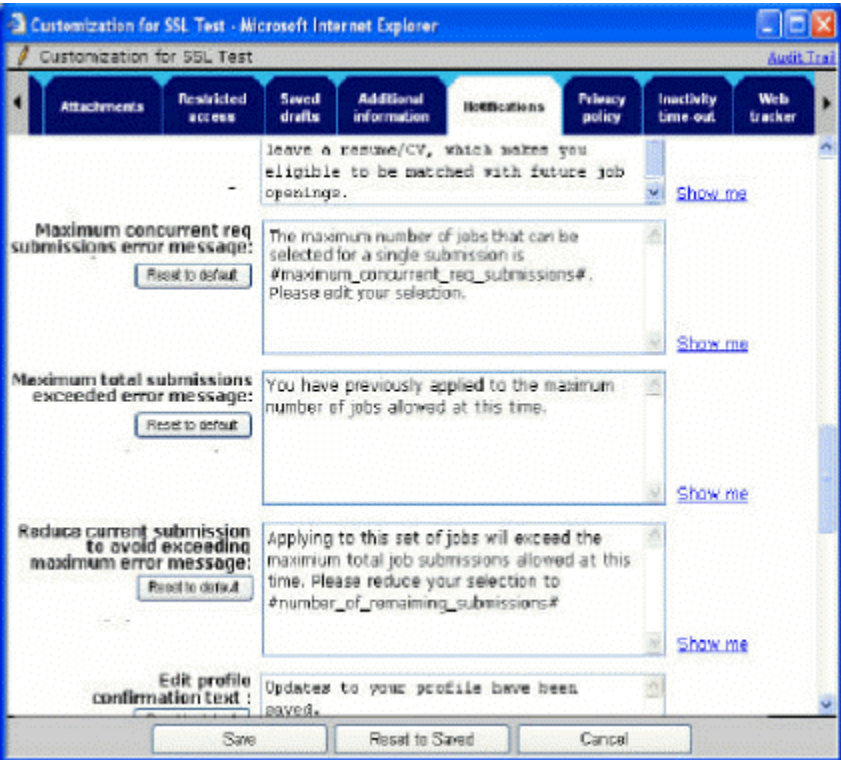 Customization for SSL Test - Microsoft Internet Explorer
Customization for SSL Test
Audit Trail
Attachments
Restricted
access
Saved
drafts
Additional
information
Notifications
Privacy
policy
Inactivity
time-out
Web
tracker
leave a resume/CV, which makes you
eligible to be matched with future job
openings.
Show me
Maximum concurrent req
submissions error message:
Reset to default
The maximum number of jobs that can be
selected for a single submission is
#maximum_concurrent_req_submissions#.
Please edit your selection.
Show me
Maximum total submissions
exceeded error message:
Reset to default
You have previously applied to the maximum
number of jobs allowed at this time.
Show me
Reduce current submission
to avoid exceeding
maximum error message:
Reset to default
Applying to this set of jobs will exceed the
maximium total job submissions allowed at this
time. Please reduce your selection to
#number_of_remaining_submissions#
Show me
Edit profile
confirmation text :
Updates to your profile have been
saved.
Save
Reset to Saved
Cancel